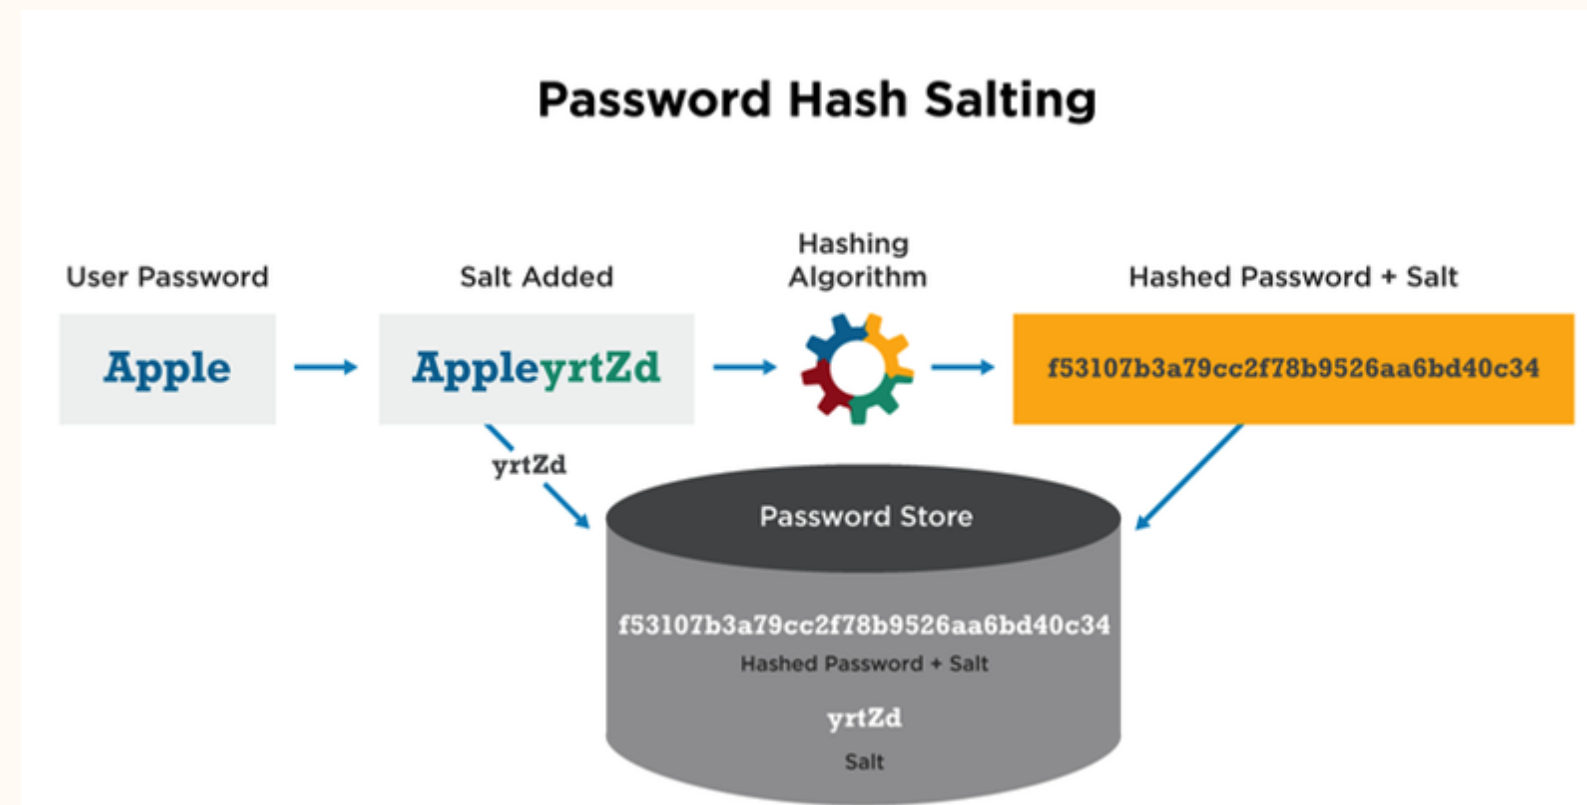 Password Hash Salting
User Password
Salt Added
Hashing
Algorithm
Hashed Password + Salt
Apple
AppleyrtZd
f53107b3a79cc2f78b9526aa6bd40c34
yrtZd
Password Store
f53107b3a79cc2f78b9526aa6bd40c34
Hashed Password + Salt
yrtZd
Salt